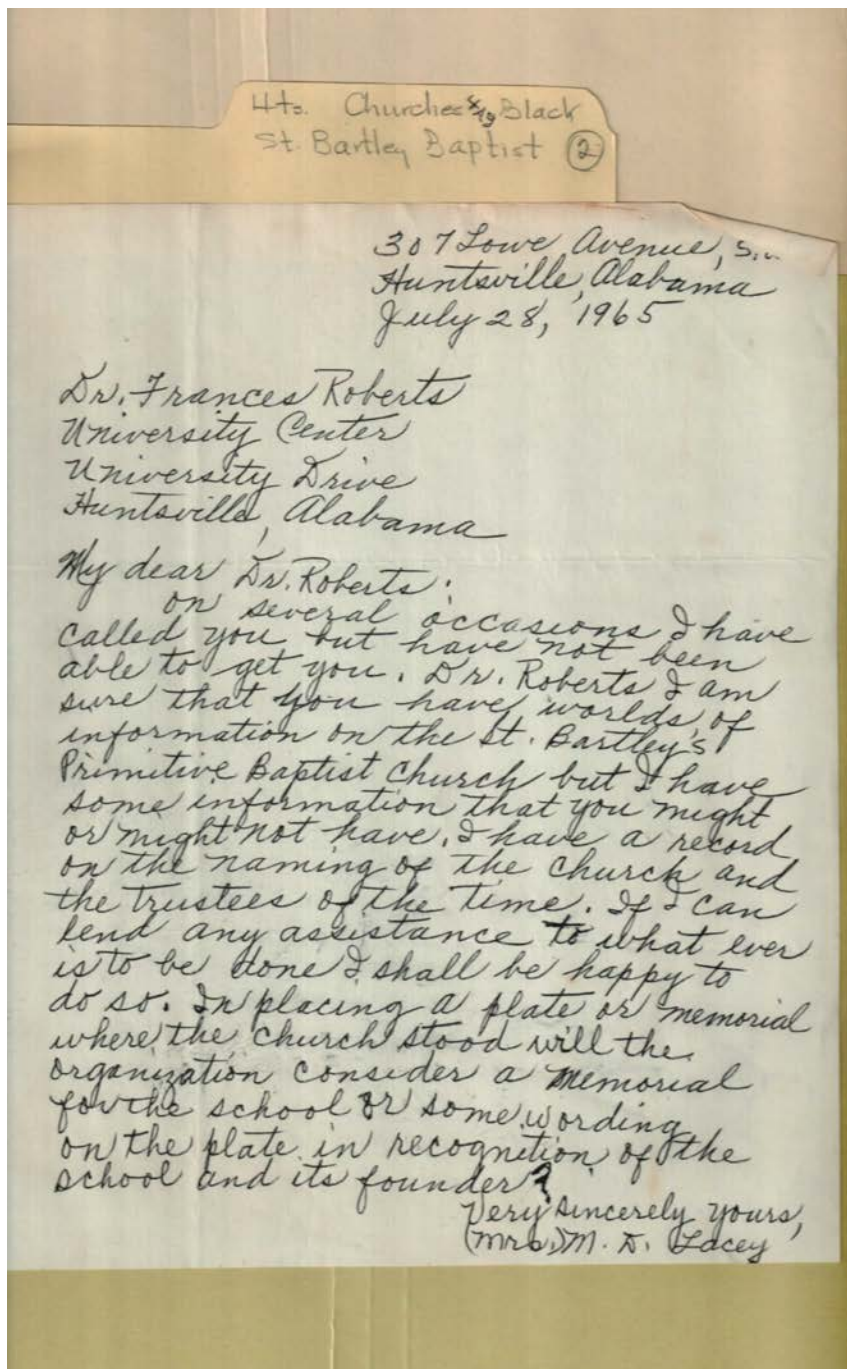 Hts. Churches Black
St. Bartley Baptist 2
307 Lowe Avenue, S.
Huntsville, Alabama
July 28, 1965
Dr. Frances Roberts
University Center
University Drive
Huntsville, Alabama
My dear Dr. Roberts:
On several occasions I have
called you but have not been
able to get you. Dr. Roberts I am
sure that you have worlds of
information on the St. Bartley's
Primitive Baptist Church but I have
some information that you might
or might not have. I have a record
on the naming of the church and
the trustees of the time. If I can
lend any assistance to what ever
is to be done I shall be happy to
do so. In placing a plate or memorial
where the church stood will the
organization consider a memorial
for the school or some wording
on the plate in recognition of the
school and its founder?
Very sincerely yours,
(Mrs.) M. D. Lacey